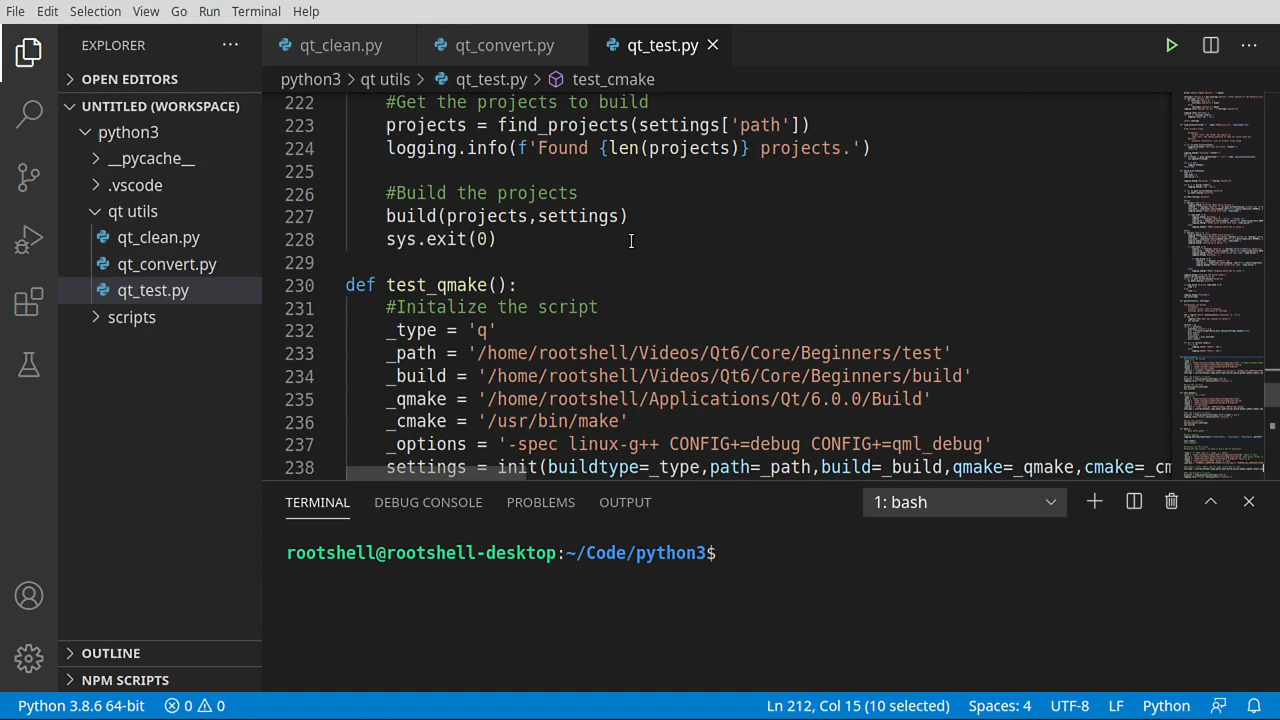 File Edit Selection View Go Run Terminal Help
EXPLORER ...
qt_clean.py qt_convert.py qt_test.py
OPEN EDITORS
python3 > qt utils > qt_test.py > test_cmake
UNTITLED (WORKSPACE)
python3
__pycache__
.vscode
qt utils
qt_clean.py
qt_convert.py
qt_test.py
scripts
OUTLINE
NPM SCRIPTS
222 #Get the projects to build
223 projects = find_projects(settings['path'])
224 logging.info(f'Found {len(projects)} projects.')
225
226 #Build the projects
227 build(projects,settings)
228 sys.exit(0)
229
230 def test_qmake():
231 #Initalize the script
232 _type = 'q'
233 _path = '/home/rootshell/Videos/Qt6/Core/Beginners/test'
234 _build = '/home/rootshell/Videos/Qt6/Core/Beginners/build'
235 _qmake = '/home/rootshell/Applications/Qt/6.0.0/Build'
236 _cmake = '/usr/bin/make'
237 _options = '-spec linux-g++ CONFIG+=debug CONFIG+=qml_debug'
238 settings = init(buildtype=_type,path=_path,build=_build,qmake=_qmake,cmake=_cm
TERMINAL DEBUG CONSOLE PROBLEMS OUTPUT 1: bash
rootshell@rootshell-desktop:~/Code/python3$
Python 3.8.6 64-bit 0 0 Ln 212, Col 15 (10 selected) Spaces: 4 UTF-8 LF Python